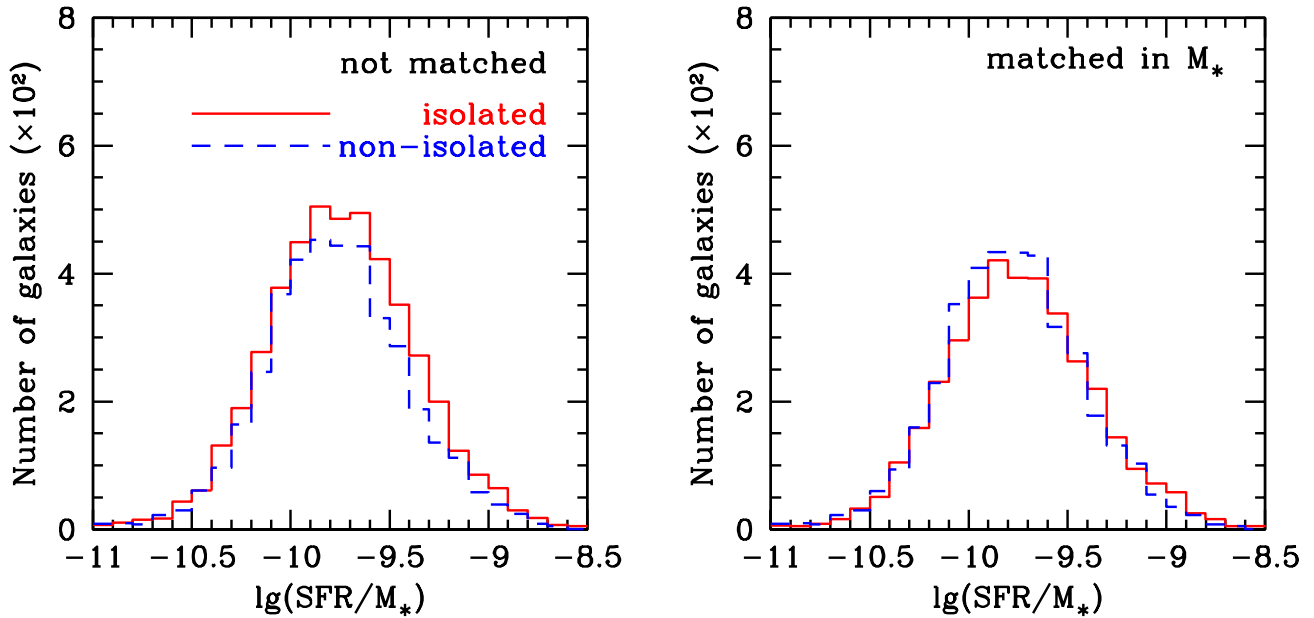 not matched
isolated
non-isolated
Number of galaxies (×10²)
8
6
4
2
0
-11 -10.5 -10 -9.5 -9 -8.5
lg(SFR/M*)
matched in M*
Number of galaxies (×10²)
8
6
4
2
0
-11 -10.5 -10 -9.5 -9 -8.5
lg(SFR/M*)